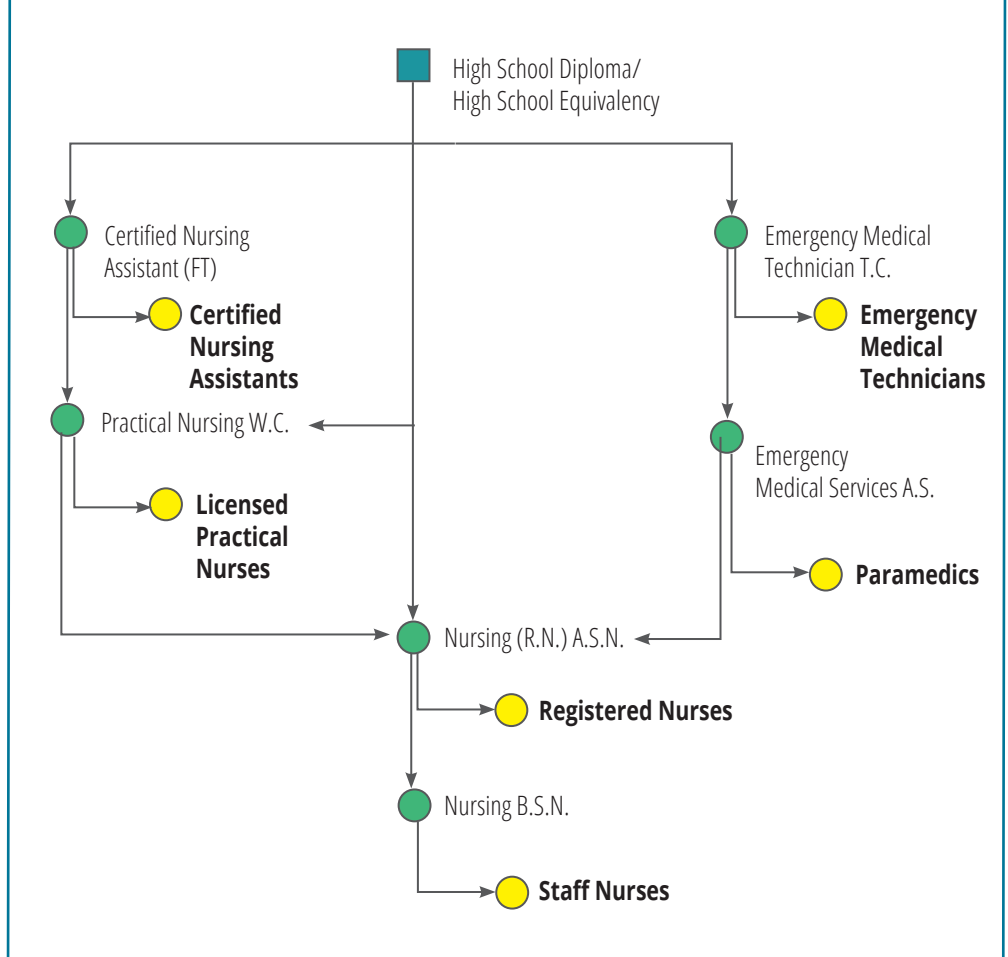 High School Diploma/
High School Equivalency
Certified Nursing
Assistant (FT)
Emergency Medical
Technician T.C.
Certified
Nursing
Assistants
Emergency
Medical
Technicians
Practical Nursing W.C.
Emergency
Medical Services A.S.
Licensed
Practical
Nurses
Paramedics
Nursing (R.N.) A.S.N.
Registered Nurses
Nursing B.S.N.
Staff Nurses